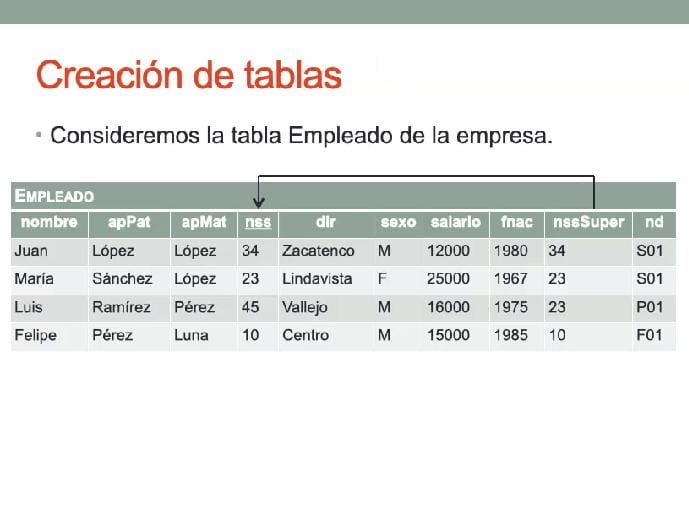 Creación de tablas
• Consideremos la tabla Empleado de la empresa.
EMPLEADO
nombre apPat apMat nss dir sexo salario fnac nssSuper nd
Juan López López 34 Zacatenco M 12000 1980 34 S01
María Sánchez López 23 Lindavista F 25000 1967 23 S01
Luis Ramírez Pérez 45 Vallejo M 16000 1975 23 P01
Felipe Pérez Luna 10 Centro M 15000 1985 10 F01